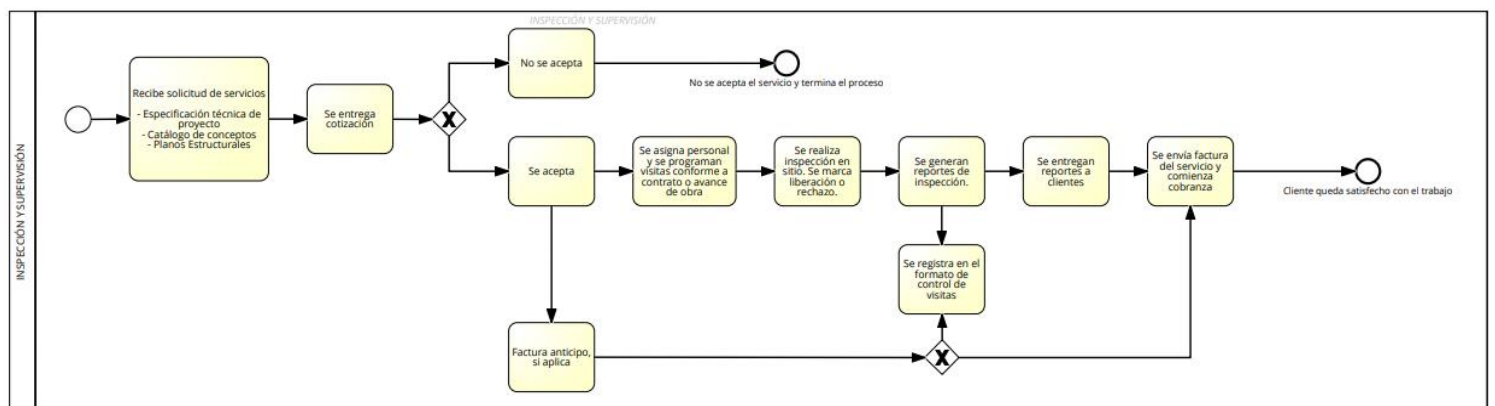 INSPECCIÓN Y SUPERVISIÓN
INSPECCIÓN Y SUPERVISIÓN
Recibe solicitud de servicios
- Especificación técnica de
proyecto
- Catálogo de conceptos
- Planos Estructurales
Se entrega
cotización
X
No se acepta
No se acepta el servicio y termina el proceso
Se acepta
Se asigna personal
y se programan
visitas conforme a
contrato o avance
de obra
Se realiza
inspección en
sitio. Se marca
liberación o
rechazo.
Se generan
reportes de
inspección.
Se entregan
reportes a
clientes
Se envía factura
del servicio y
comienza
cobranza
Cliente queda satisfecho con el trabajo
Se registra en el
formato de
control de
visitas
Factura anticipo,
si aplica
X